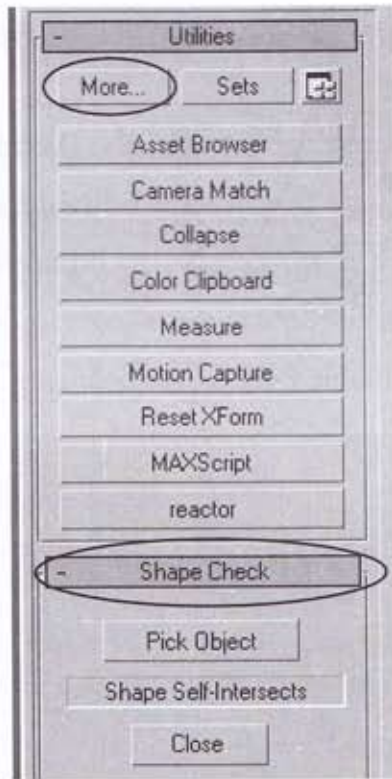 - Utilities
More... Sets
Asset Browser
Camera Match
Collapse
Color Clipboard
Measure
Motion Capture
Reset XForm
MAXScript
reactor
- Shape Check
Pick Object
Shape Self-Intersects
Close